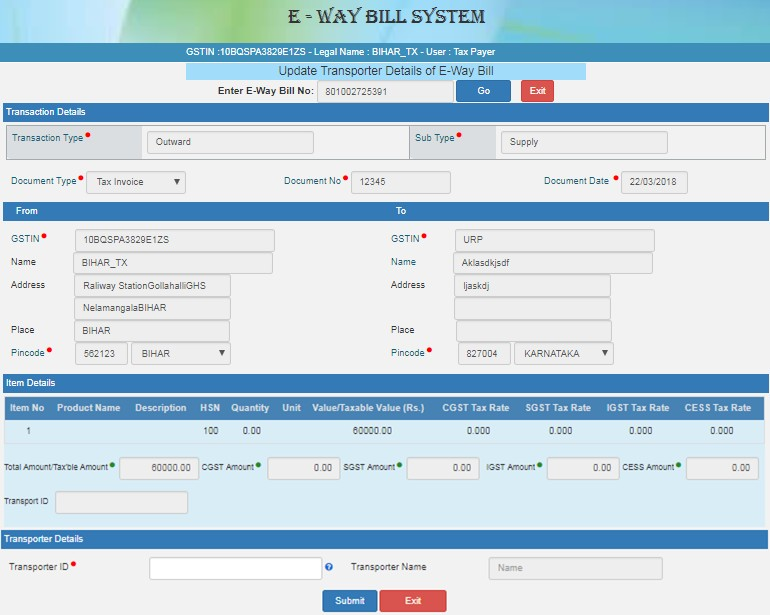 E - WAY BILL SYSTEM
GSTIN :10BQSPA3829E1ZS - Legal Name : BIHAR_TX - User : Tax Payer
Update Transporter Details of E-Way Bill
Enter E-Way Bill No: 801002725391 Go Exit
Transaction Details
Transaction Type Outward Sub Type Supply
Document Type Tax Invoice Document No 12345 Document Date 22/03/2018
From To
GSTIN 10BQSPA3829E1ZS GSTIN URP
Name BIHAR_TX Name Aklasdkjsdf
Address Raliway StationGollahalliGHS Address ljaskdj
NelamangalaBIHAR
Place BIHAR Place
Pincode 562123 BIHAR Pincode 827004 KARNATAKA
Item Details
Item No Product Name Description HSN Quantity Unit Value/Taxable Value (Rs.) CGST Tax Rate SGST Tax Rate IGST Tax Rate CESS Tax Rate
1 100 0.00 60000.00 0.000 0.000 0.000 0.000
Total Amount/Tax'ble Amount 60000.00 CGST Amount 0.00 SGST Amount 0.00 IGST Amount 0.00 CESS Amount 0.00
Transport ID
Transporter Details
Transporter ID ? Transporter Name Name
Submit Exit